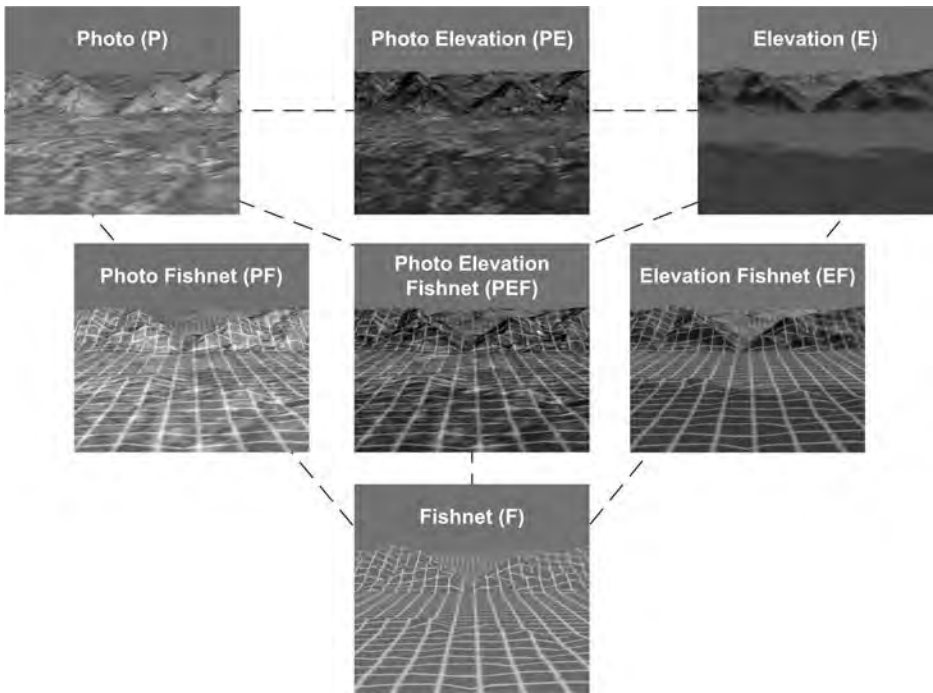 Photo (P)
Photo Elevation (PE)
Elevation (E)
Photo Fishnet (PF)
Photo Elevation
Fishnet (PEF)
Elevation Fishnet (EF)
Fishnet (F)